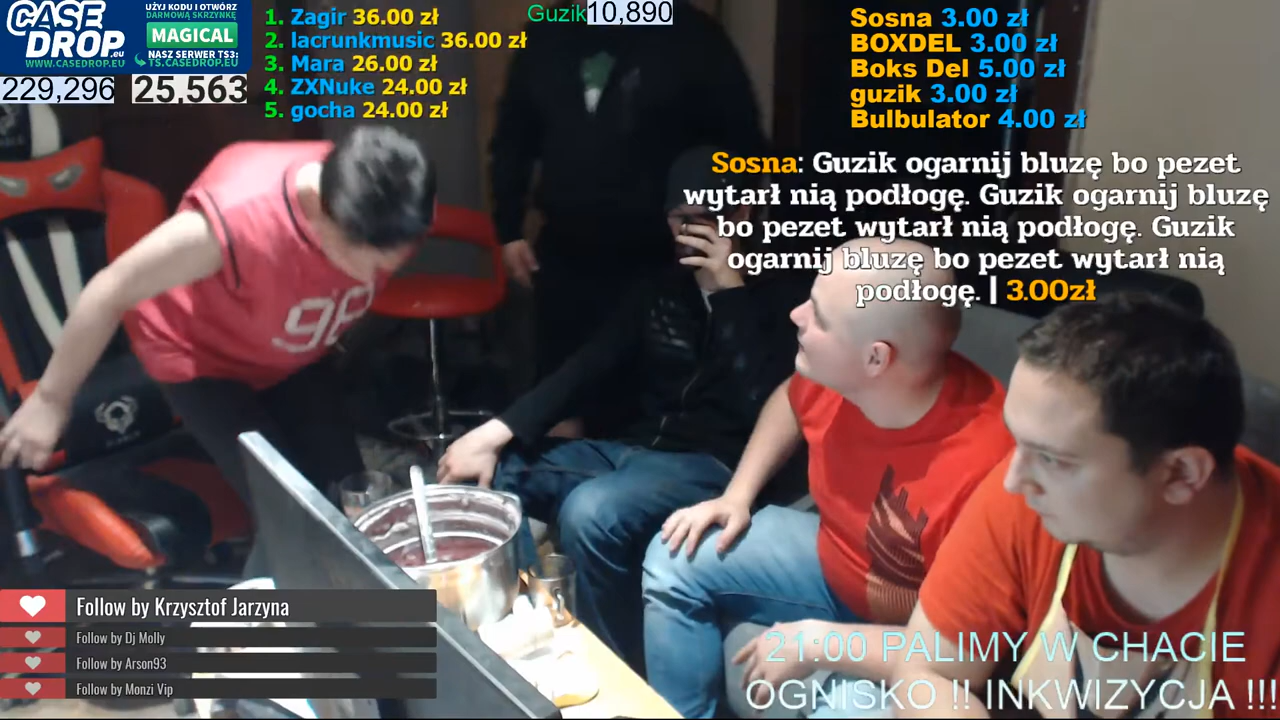 CASE
DROP.eu
WWW.CASEDROP.EU
UŻYJ KODU I OTWÓRZ
DARMOWĄ SKRZYNKĘ
MAGICAL
NASZ SERWER TS3:
TS.CASEDROP.EU
229,296
25,563
1. Zagir 36.00 zł
2. lacrunkmusic 36.00 zł
3. Mara 26.00 zł
4. ZXNuke 24.00 zł
5. gocha 24.00 zł
Guzik 10,890
Sosna 3.00 zł
BOXDEL 3.00 zł
Boks Del 5.00 zł
guzik 3.00 zł
Bulbulator 4.00 zł
Sosna: Guzik ogarnij bluzę bo pezet
wytarł nią podłogę. Guzik ogarnij bluzę
bo pezet wytarł nią podłogę. Guzik
ogarnij bluzę bo pezet wytarł nią
podłogę. | 3.00zł
98
Follow by Krzysztof Jarzyna
Follow by Dj Molly
Follow by Arson93
Follow by Monzi Vip
21:00 PALIMY W CHACIE
OGNISKO !! INKWIZYCJA !!!